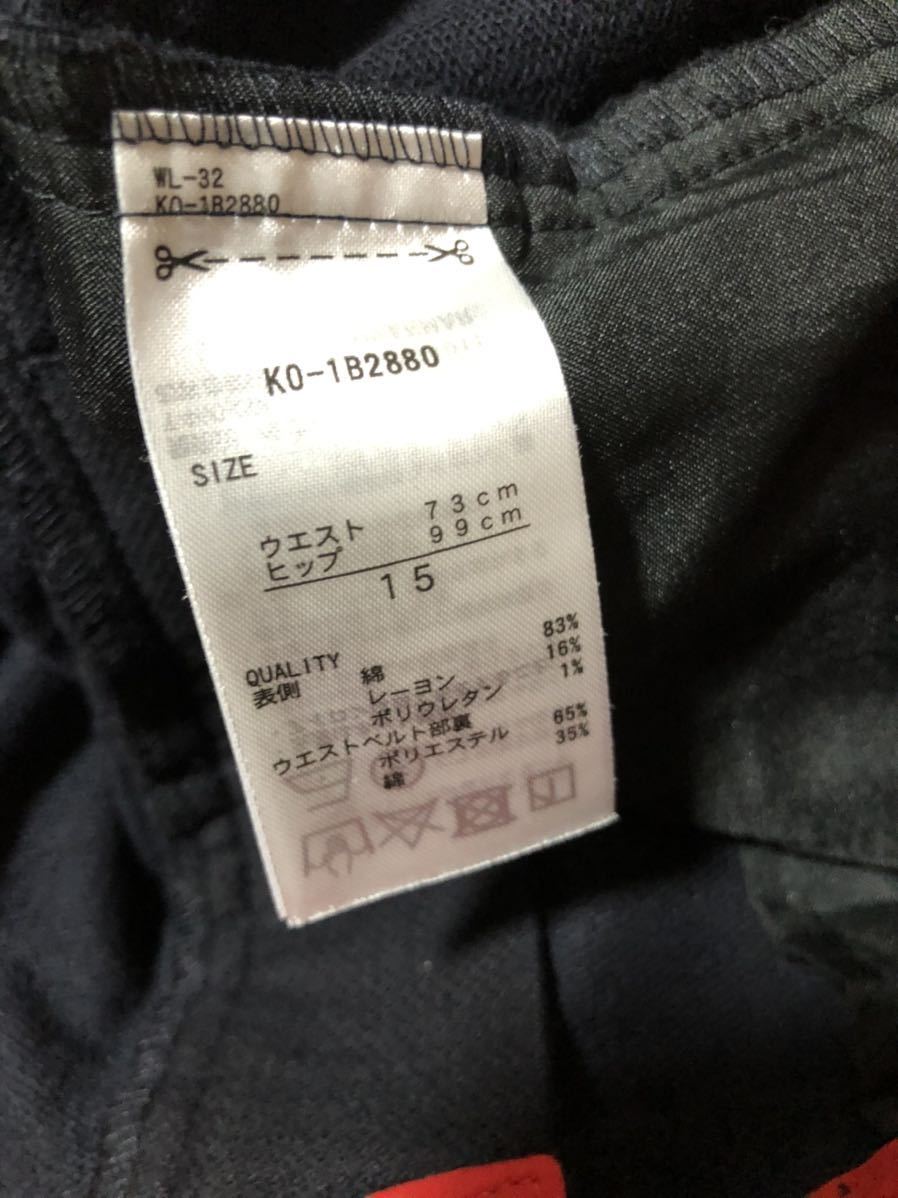 WL-32
KO-1B2880
KO-1B2880
SIZE
ウエスト 73cm
ヒップ 99cm
15
QUALITY
表側 綿 83%
レーヨン 16%
ポリウレタン 1%
ウエストベルト部裏
ポリエステル 65%
綿 35%